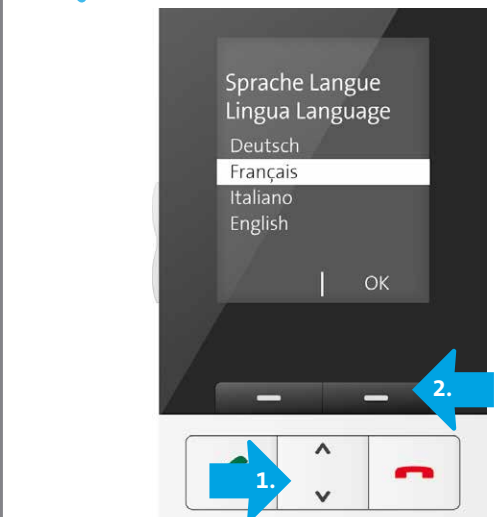 Sprache Langue
Lingua Language
Deutsch
Français
Italiano
English
OK
2.
1.